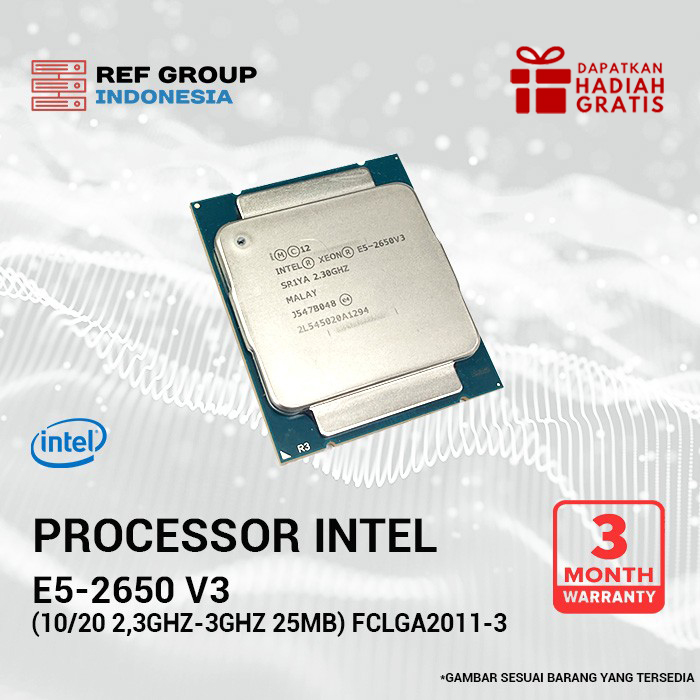 REF GROUP
INDONESIA
DAPATKAN
HADIAH
GRATIS
i Ⓜ Ⓒ 12
INTEL® XEON® E5-2650V3
SR1YA 2.30GHZ
MALAY
J547B048 e4
2L545020A1294
R3
intel
PROCESSOR INTEL
E5-2650 V3
(10/20 2,3GHZ-3GHZ 25MB) FCLGA2011-3
3
MONTH
WARRANTY
*GAMBAR SESUAI BARANG YANG TERSEDIA